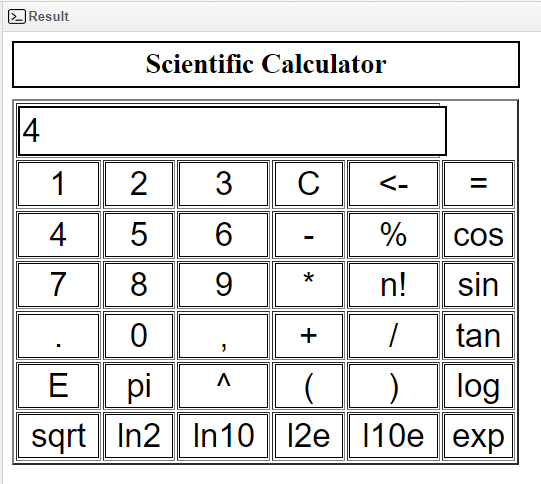 Result
Scientific Calculator
4
1 2 3 C <- =
4 5 6 - % cos
7 8 9 * n! sin
. 0 , + / tan
E pi ^ ( ) log
sqrt ln2 ln10 l2e l10e exp